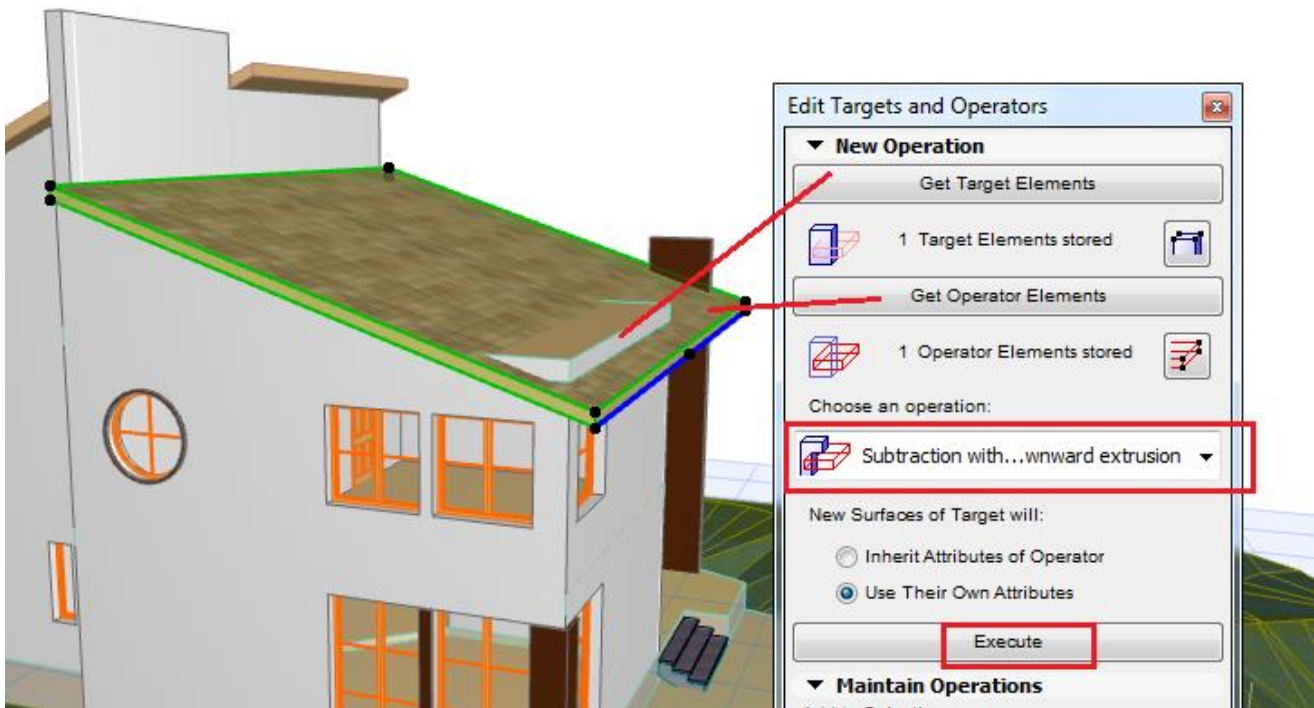 Edit Targets and Operators
New Operation
Get Target Elements
1 Target Elements stored
Get Operator Elements
1 Operator Elements stored
Choose an operation:
Subtraction with...wnward extrusion
New Surfaces of Target will:
Inherit Attributes of Operator
Use Their Own Attributes
Execute
Maintain Operations